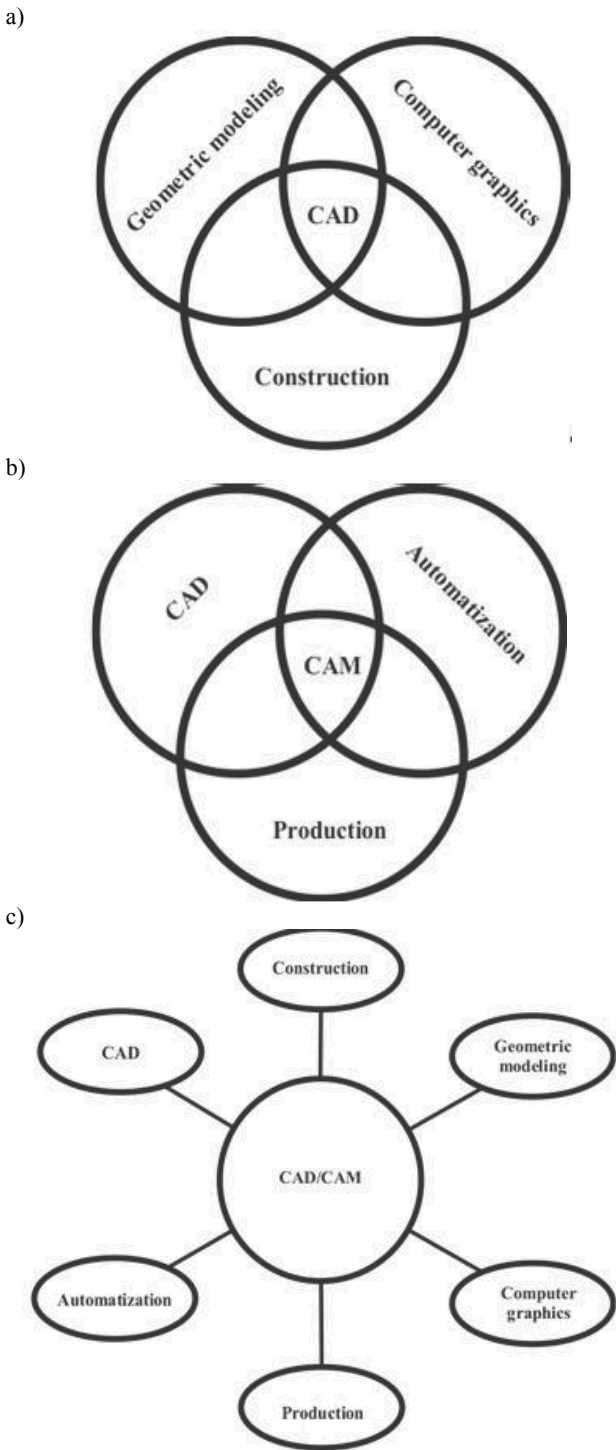 a)
Geometric modeling
Computer graphics
CAD
Construction
b)
CAD
Automatization
CAM
Production
c)
Construction
CAD
Geometric
modeling
CAD/CAM
Automatization
Computer
graphics
Production